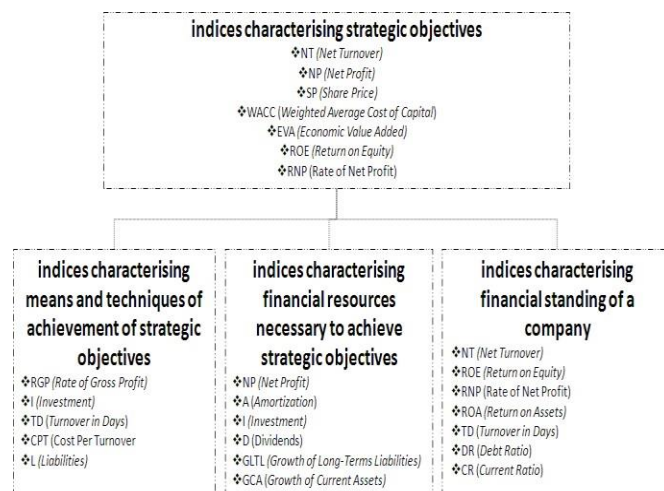 indices characterising strategic objectives
❖NT (Net Turnover)
❖NP (Net Profit)
❖SP (Share Price)
❖WACC (Weighted Average Cost of Capital)
❖EVA (Economic Value Added)
❖ROE (Return on Equity)
❖RNP (Rate of Net Profit)
indices characterising
means and techniques of
achievement of strategic
objectives
❖RGP (Rate of Gross Profit)
❖I (Investment)
❖TD (Turnover in Days)
❖CPT (Cost Per Turnover
❖L (Liabilities)
indices characterising
financial resources
necessary to achieve
strategic objectives
❖NP (Net Profit)
❖A (Amortization)
❖I (Investment)
❖D (Dividends)
❖GLTL (Growth of Long-Terms Liabilities)
❖GCA (Growth of Current Assets)
indices characterising
financial standing of a
company
❖NT (Net Turnover)
❖ROE (Return on Equity)
❖RNP (Rate of Net Profit)
❖ROA (Return on Assets)
❖TD (Turnover in Days)
❖DR (Debt Ratio)
❖CR (Current Ratio)